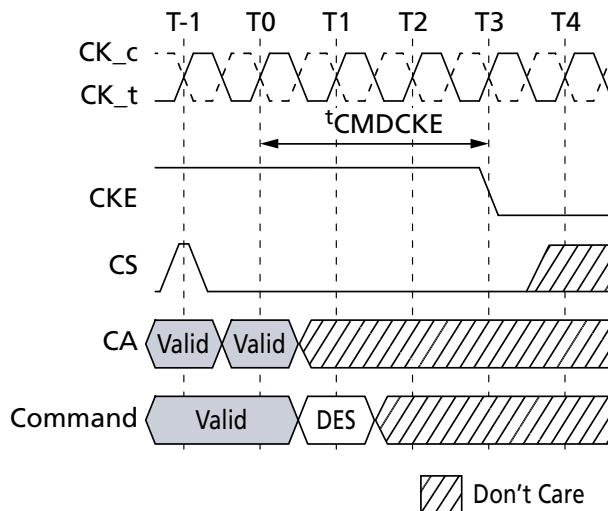 T-1 T0 T1 T2 T3 T4
CK_c
CK_t
tCMDCKE
CKE
CS
CA Valid Valid
Command Valid DES
Don't Care